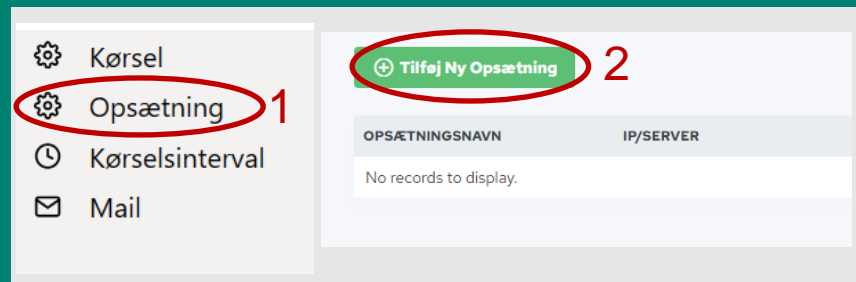 Kørsel
Opsætning 1
Kørselsinterval
Mail
Tilføj Ny Opsætning 2
OPSÆTNINGSNAVN IP/SERVER
No records to display.